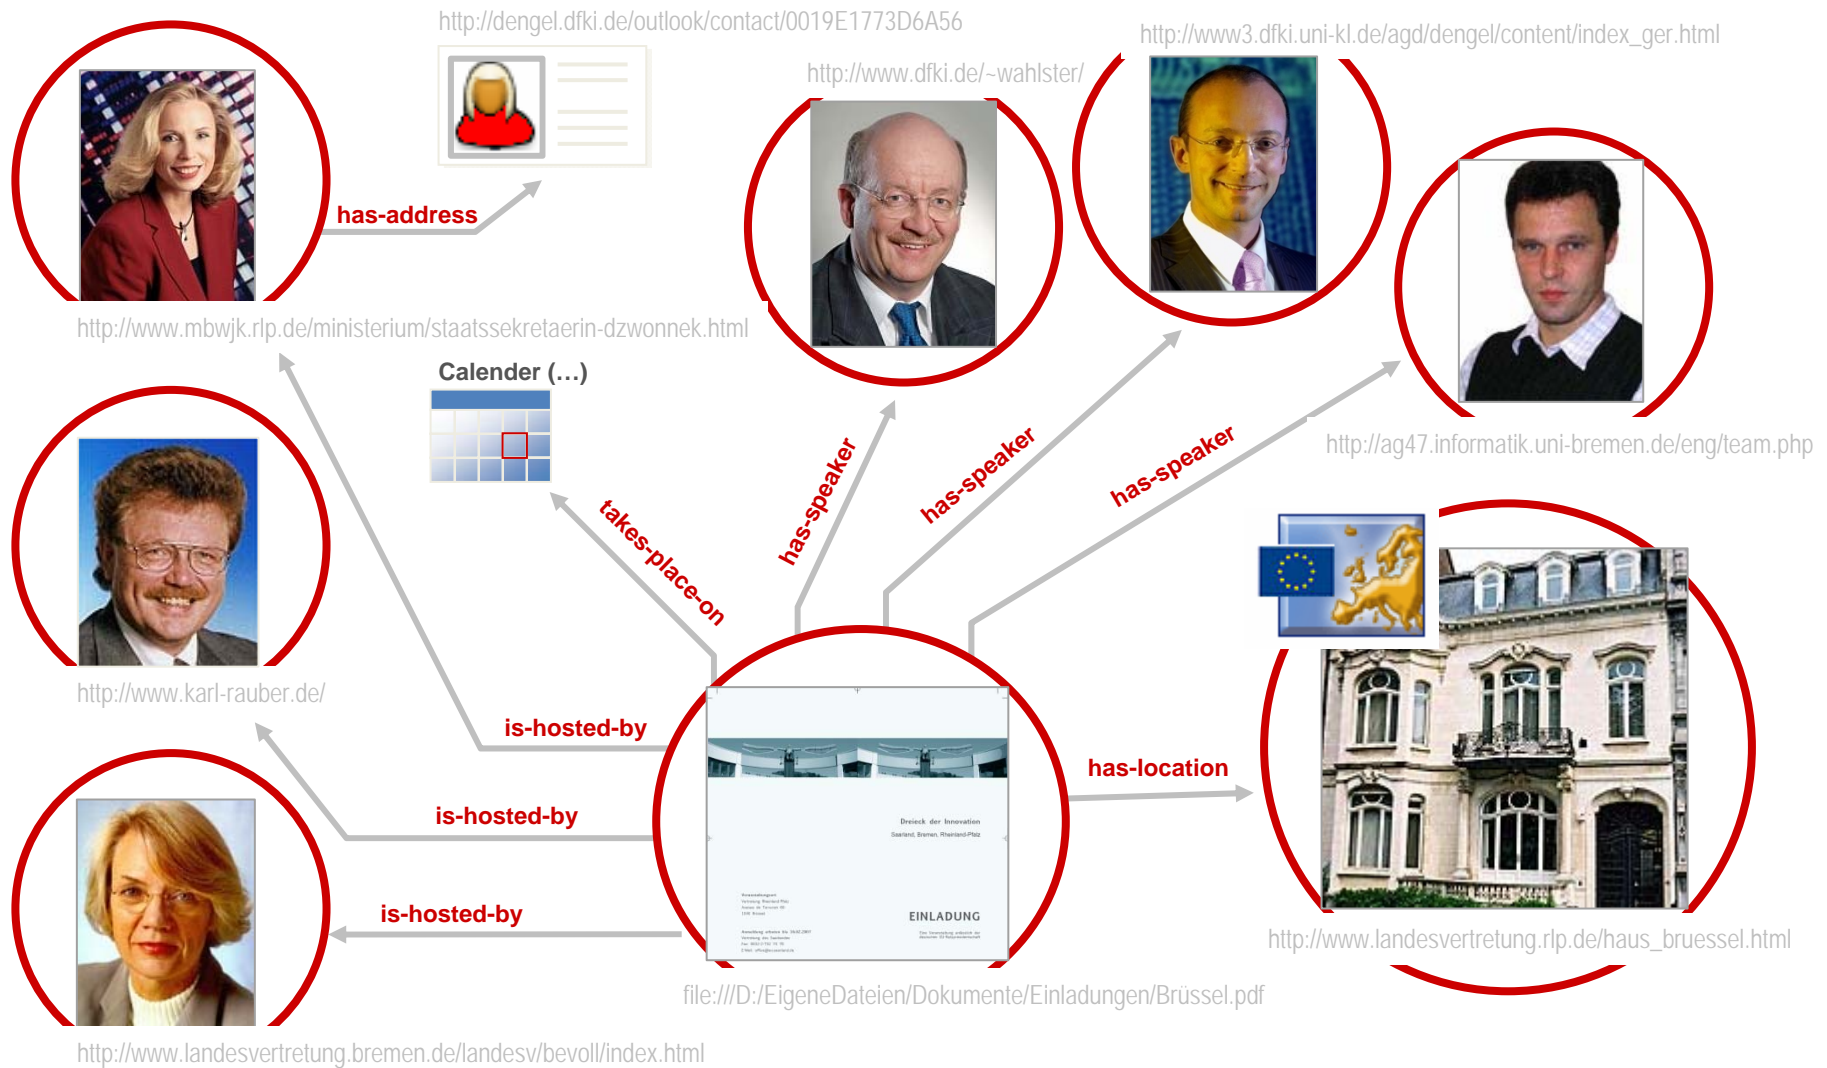 http://dengel.dfki.de/outlook/contact/0019E1773D6A56
http://www3.dfki.uni-kl.de/agd/dengel/content/index_ger.html
http://www.dfki.de/~wahlster/
has-address
http://www.mbwjk.rlp.de/ministerium/staatssekretaerin-dzwonnek.html
Calender (…)
http://ag47.informatik.uni-bremen.de/eng/team.php
has-speaker
has-speaker
has-speaker
takes-place-on
http://www.karl-rauber.de/
is-hosted-by
has-location
is-hosted-by
Dreieck der Innovation
Saarland, Bremen, Rheinland-Pfalz
is-hosted-by
EINLADUNG
http://www.landesvertretung.rlp.de/haus_bruessel.html
file:///D:/EigeneDateien/Dokumente/Einladungen/Brüssel.pdf
http://www.landesvertretung.bremen.de/landesv/bevoll/index.html